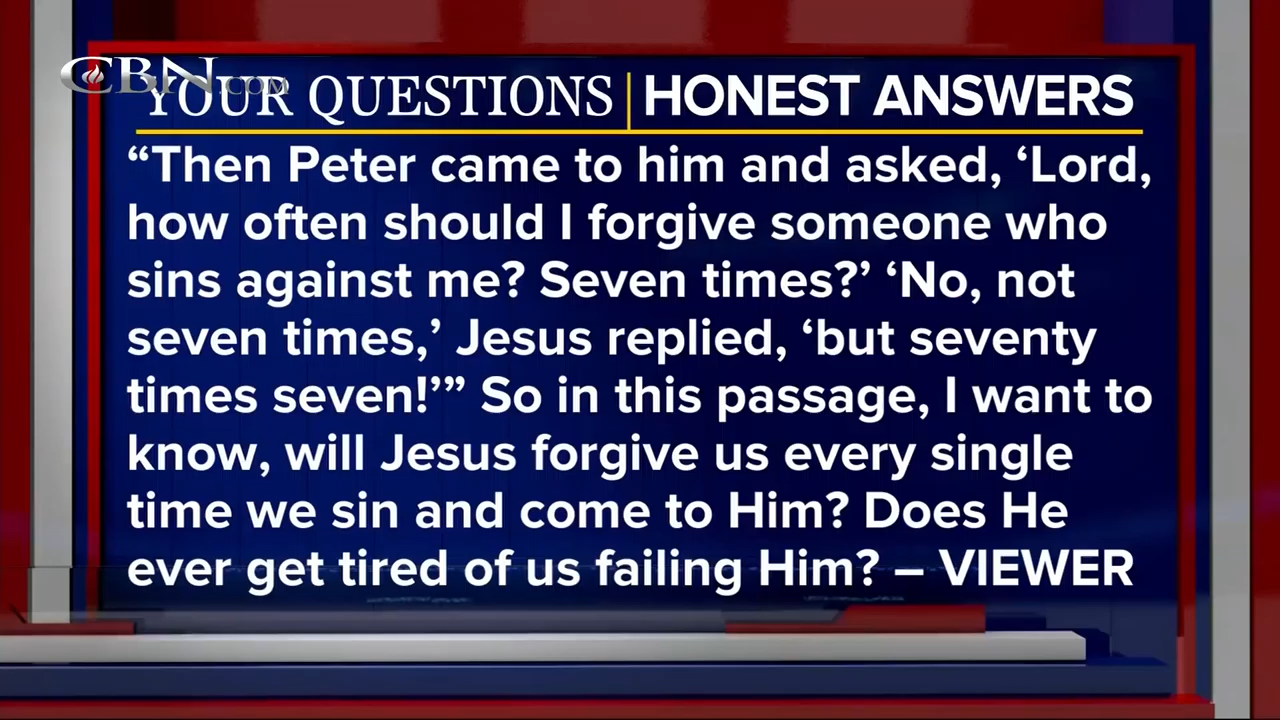 CBN.COM
YOUR QUESTIONS | HONEST ANSWERS
“Then Peter came to him and asked, ‘Lord,
how often should I forgive someone who
sins against me? Seven times?’ ‘No, not
seven times,’ Jesus replied, ‘but seventy
times seven!’” So in this passage, I want to
know, will Jesus forgive us every single
time we sin and come to Him? Does He
ever get tired of us failing Him? – VIEWER